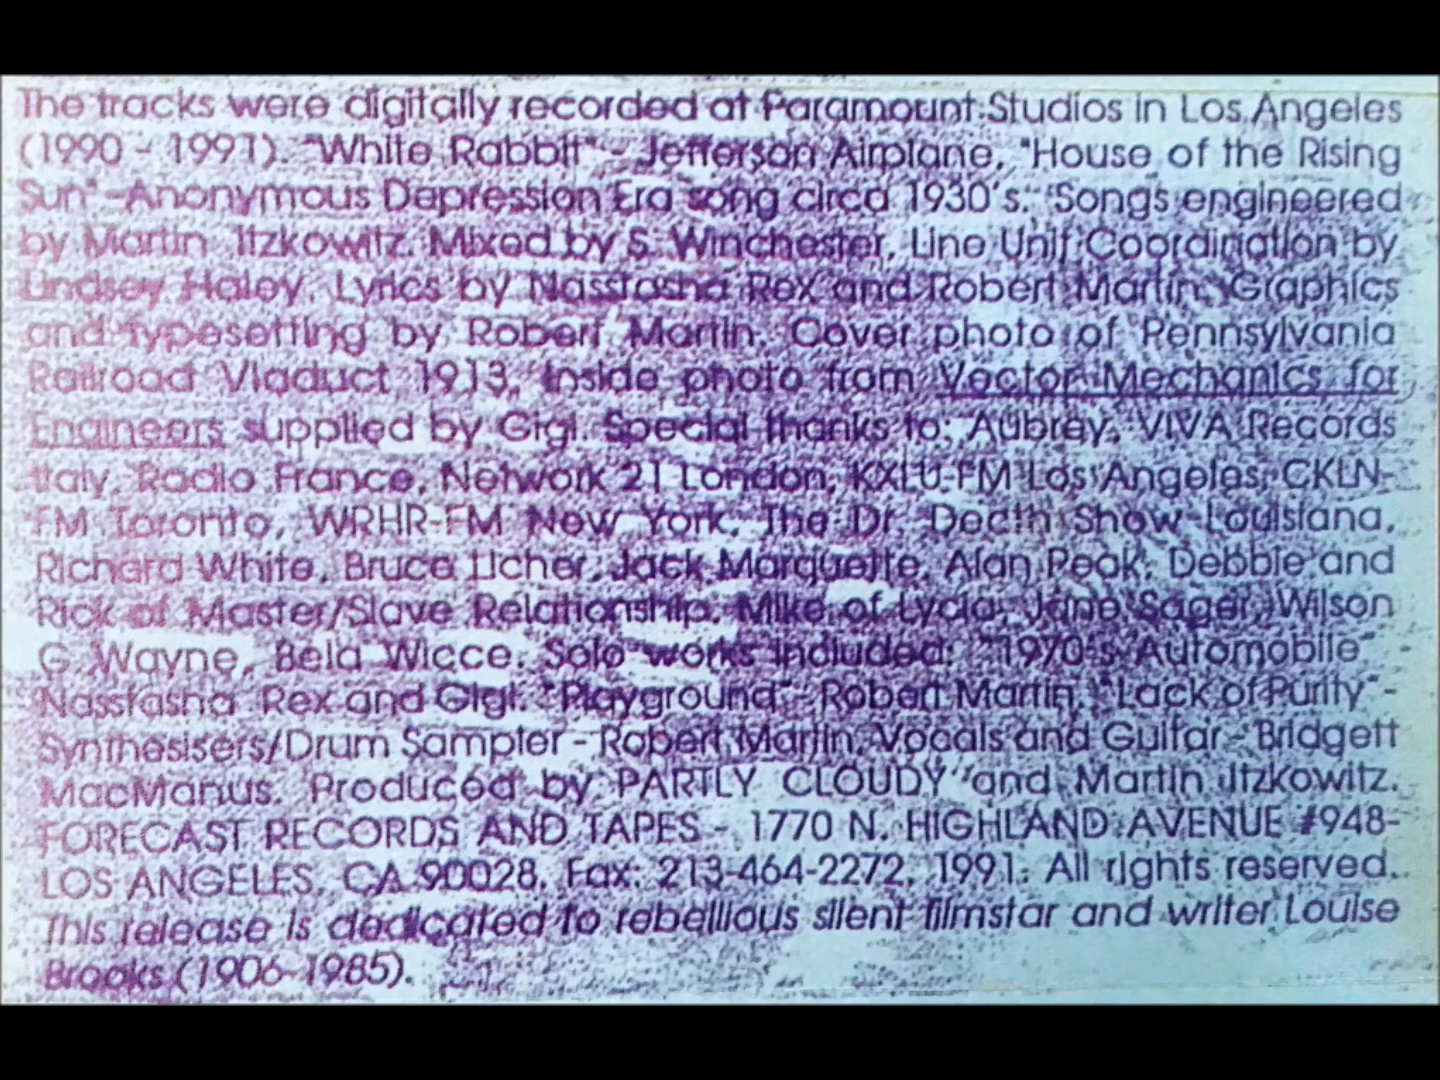 The tracks were digitally recorded at Paramount Studios in Los Angeles
(1990 - 1991). "White Rabbit" - Jefferson Airplane, "House of the Rising
Sun" -Anonymous Depression Era song circa 1930's. Songs engineered
by Martin Itzkowitz. Mixed by S. Winchester, Line Unit Coordination by
Lindsey Haley. Lyrics by Nasstasha Rex and Robert Martin. Graphics
and typesetting by Robert Martin. Cover photo of Pennsylvania
Railroad Viaduct 1913. Inside photo from Vector Mechanics for
Engineers supplied by Gigi. Special thanks to: Aubrey, VIVA Records
Italy, Radio France, Network 21 London, KXLU-FM Los Angeles, CKLN-
FM Toronto, WRHR-FM New York, The Dr. Death Show Louisiana,
Richard White, Bruce Licher, Jack Marquette, Alan Peak, Debbie and
Rick of Master/Slave Relationship, Mike of Lycia, Jane Sager, Wilson
G. Wayne, Bela Wicce. Solo works included: "1970's Automobile" -
Nasstasha Rex and Gigi. "Playground" - Robert Martin. "Lack of Purity" -
Synthesisers/Drum Sampler - Robert Martin, Vocals and Guitar - Bridgett
MacManus. Produced by PARTLY CLOUDY and Martin Itzkowitz.
FORECAST RECORDS AND TAPES - 1770 N. HIGHLAND AVENUE #948-
LOS ANGELES, CA 90028. Fax: 213-464-2272. 1991. All rights reserved.
This release is dedicated to rebellious silent filmstar and writer Louise
Brooks (1906-1985).